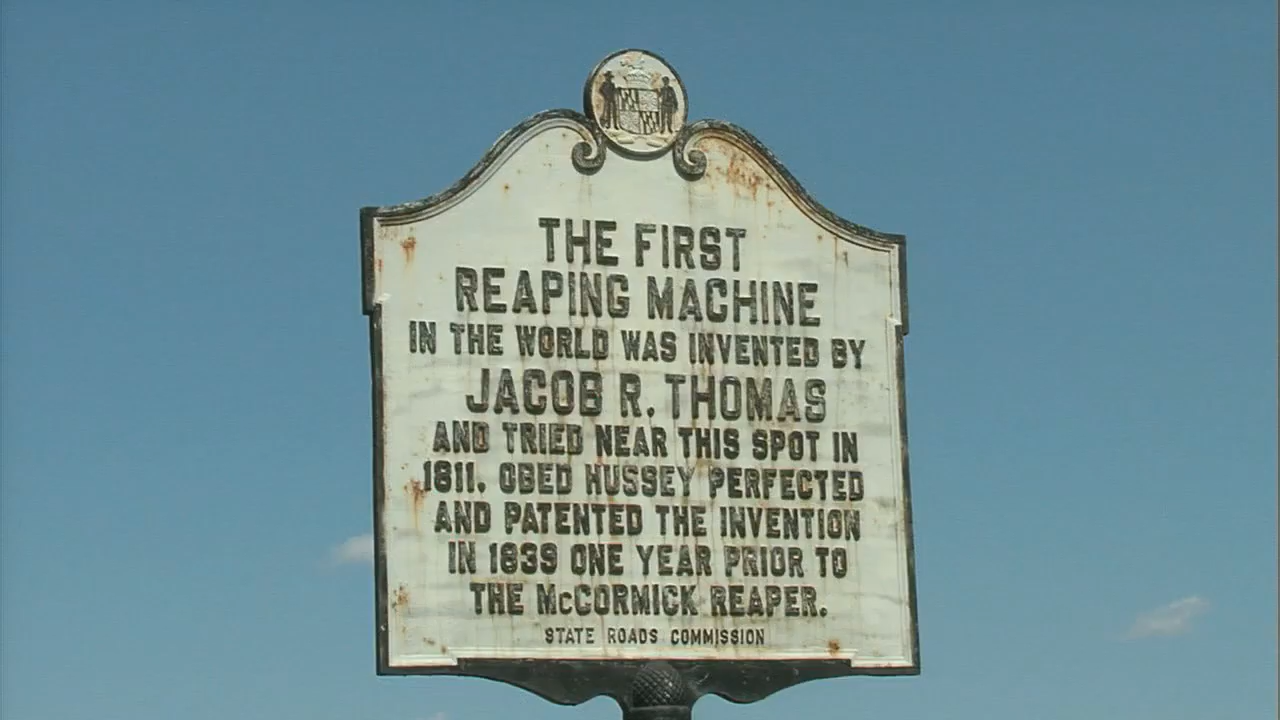 THE FIRST
REAPING MACHINE
IN THE WORLD WAS INVENTED BY
JACOB R. THOMAS
AND TRIED NEAR THIS SPOT IN
1811. OBED HUSSEY PERFECTED
AND PATENTED THE INVENTION
IN 1839 ONE YEAR PRIOR TO
THE McCORMICK REAPER.
STATE ROADS COMMISSION